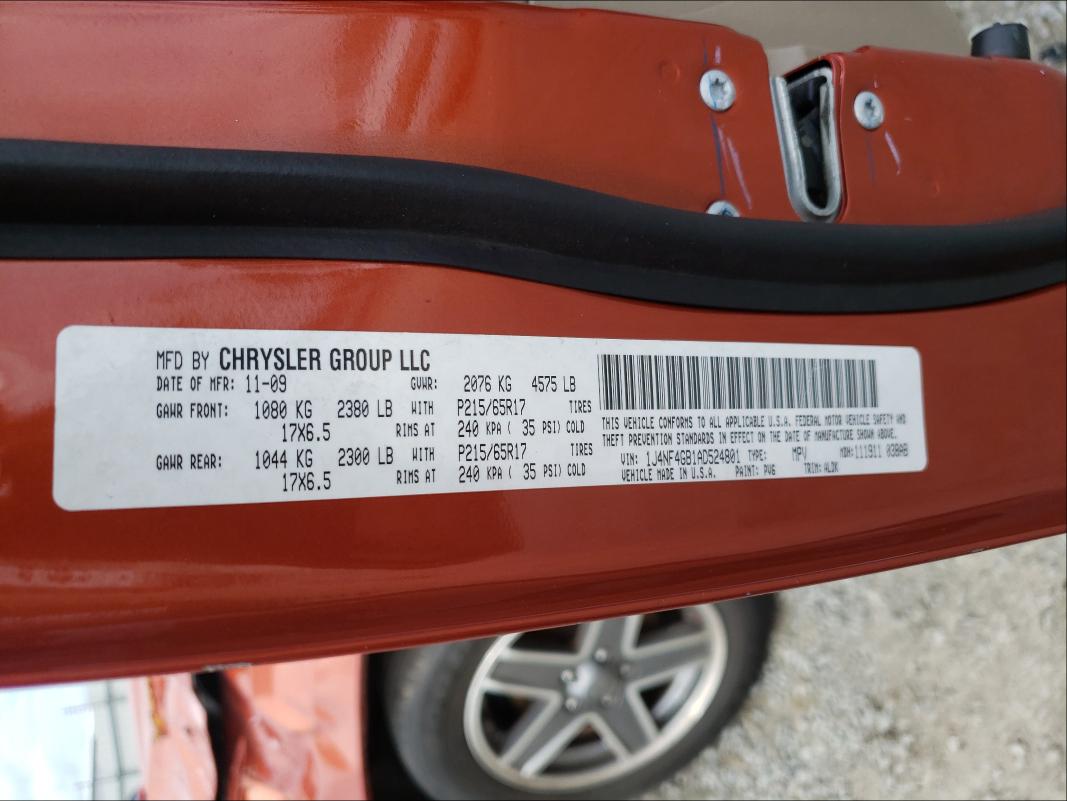 MFD BY CHRYSLER GROUP LLC
DATE OF MFR: 11-09 GVWR: 2076 KG 4575 LB
GAWR FRONT: 1080 KG 2380 LB WITH P215/65R17 TIRES
17X6.5 RIMS AT 240 KPA ( 35 PSI) COLD
GAWR REAR: 1044 KG 2300 LB WITH P215/65R17 TIRES
17X6.5 RIMS AT 240 KPA ( 35 PSI) COLD
THIS VEHICLE CONFORMS TO ALL APPLICABLE U.S.A. FEDERAL MOTOR VEHICLE SAFETY AND
THEFT PREVENTION STANDARDS IN EFFECT ON THE DATE OF MANUFACTURE SHOWN ABOVE.
VIN: 1J4NF4GB1AD524801 TYPE: MPV MDH: 111911 038AB
VEHICLE MADE IN U.S.A. PAINT: PV6 TRIM: ALDK